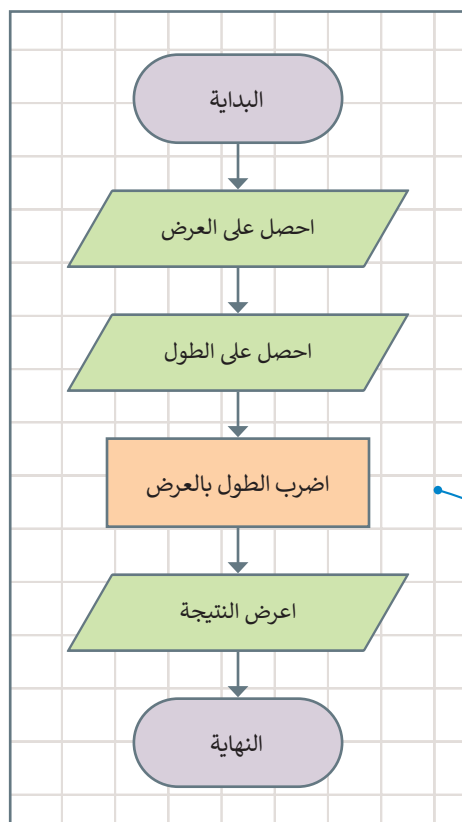 البداية
احصل على العرض
احصل على الطول
اضرب الطول بالعرض
اعرض النتيجة
النهاية